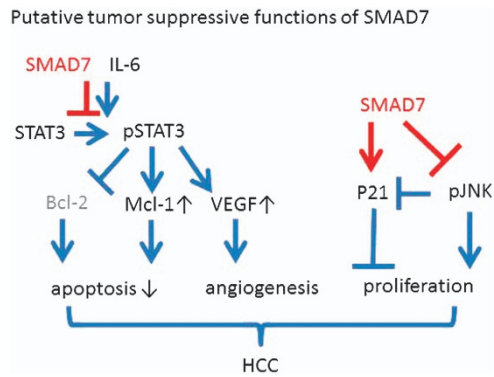 Putative tumor suppressive functions of SMAD7
SMAD7 IL-6
SMAD7
STAT3 pSTAT3
Bcl-2 Mcl-1↑ VEGF↑ P21 pJNK
apoptosis ↓ angiogenesis proliferation
HCC